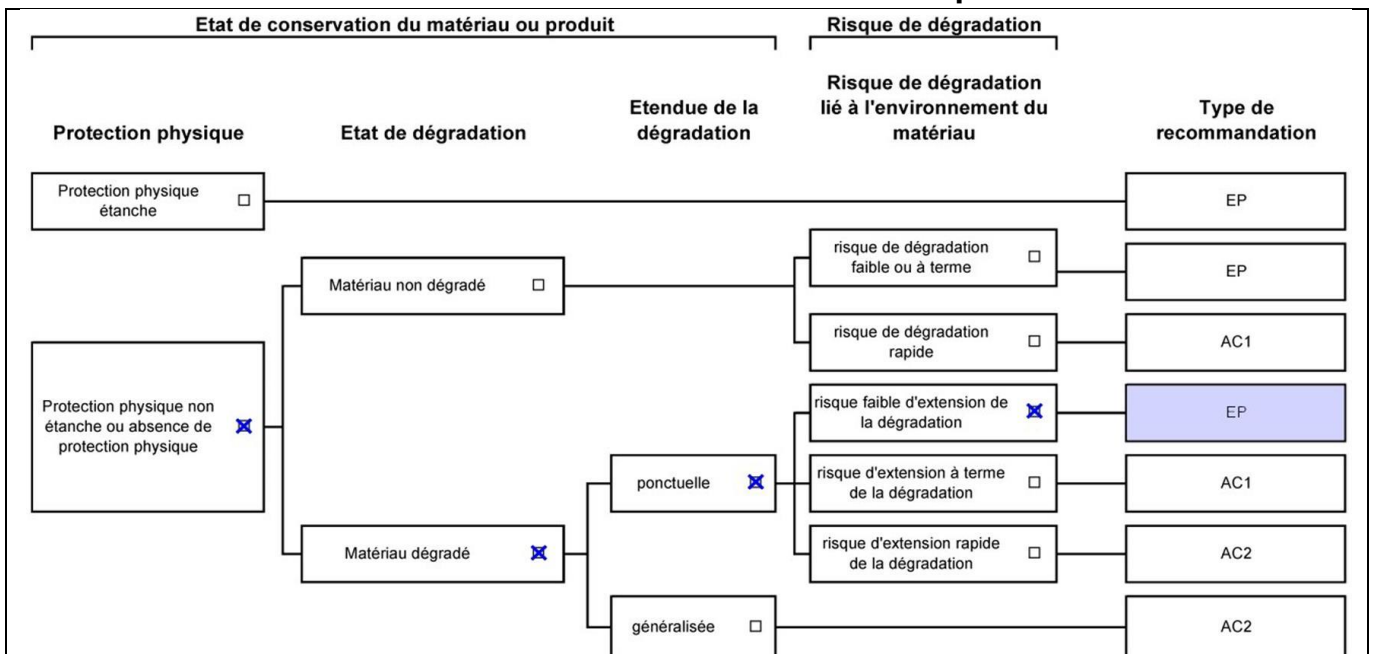 Etat de conservation du matériau ou produit
Risque de dégradation
Protection physique
Etat de dégradation
Etendue de la
dégradation
Risque de dégradation
lié à l'environnement du
matériau
Type de
recommandation
Protection physique
étanche
EP
Matériau non dégradé
risque de dégradation
faible ou à terme
EP
risque de dégradation
rapide
AC1
Protection physique non
étanche ou absence de
protection physique
Matériau dégradé
ponctuelle
risque faible d'extension de
la dégradation
EP
risque d'extension à terme
de la dégradation
AC1
risque d'extension rapide
de la dégradation
AC2
généralisée
AC2